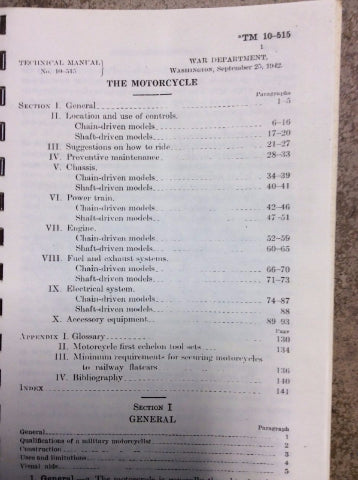 *TM 10-515
1
TECHNICAL MANUAL WAR DEPARTMENT,
No. 10-515 WASHINGTON, September 25, 1942.
THE MOTORCYCLE
Paragraphs
SECTION I. General 1-5
II. Location and use of controls.
Chain-driven models 6-16
Shaft-driven models 17-20
III. Suggestions on how to ride 21-27
IV. Preventive maintenance 28-33
V. Chassis.
Chain-driven models 34-39
Shaft-driven models 40-41
VI. Power train.
Chain-driven models 42-46
Shaft-driven models 47-51
VII. Engine.
Chain-driven models 52-59
Shaft-driven models 60-65
VIII. Fuel and exhaust systems.
Chain-driven models 66-70
Shaft-driven models 71-73
IX. Electrical system.
Chain-driven models 74-87
Shaft-driven models 88
X. Accessory equipment 89-93
Page
APPENDIX I. Glossary 130
II. Motorcycle first echelon tool sets 134
III. Minimum requirements for securing motorcycles
to railway flatcars 136
IV. Bibliography 140
INDEX 141
SECTION I
GENERAL
Paragraph
General 1
Qualifications of a military motorcyclist 2
Construction 3
Uses and limitations 4
Visual aids 5
1. General.—a. The motorcycle is